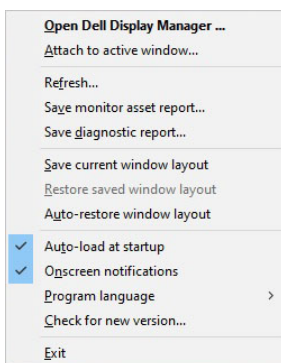 Open Dell Display Manager ...
Attach to active window...
Refresh...
Save monitor asset report...
Save diagnostic report...
Save current window layout
Restore saved window layout
Auto-restore window layout
Auto-load at startup
Onscreen notifications
Program language
Check for new version...
Exit